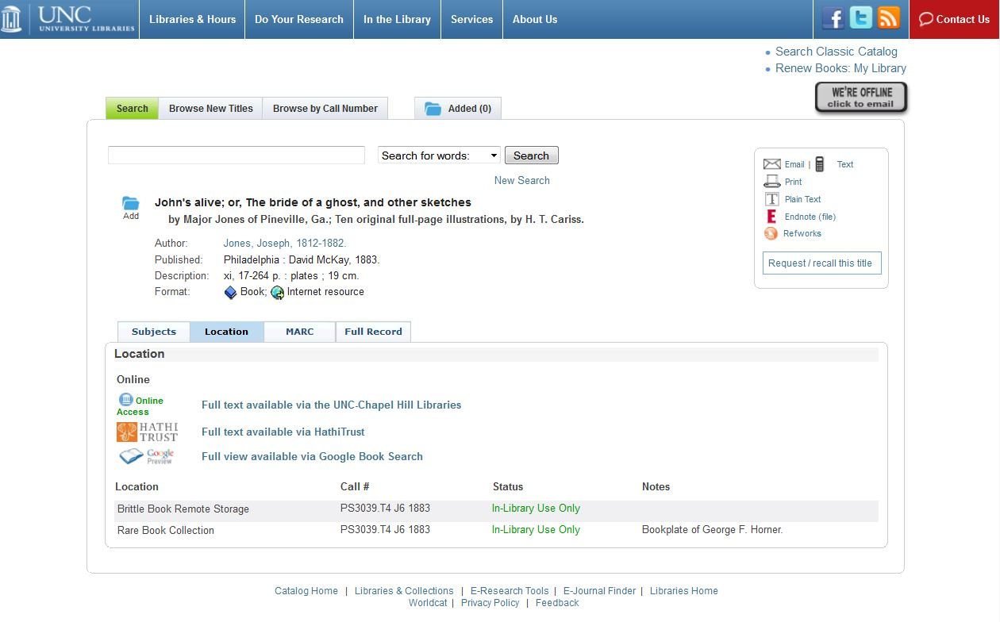 UNC
UNIVERSITY LIBRARIES
Libraries & Hours
Do Your Research
In the Library
Services
About Us
Contact Us
Search Classic Catalog
Renew Books: My Library
WE'RE OFFLINE
click to email
Search
Browse New Titles
Browse by Call Number
Added (0)
Search for words:
Search
New Search
Email | Text
Print
Plain Text
Endnote (file)
Refworks
Request / recall this title
Add
John's alive; or, The bride of a ghost, and other sketches
by Major Jones of Pineville, Ga.; Ten original full-page illustrations, by H. T. Cariss.
Author: Jones, Joseph, 1812-1882.
Published: Philadelphia : David McKay, 1883.
Description: xi, 17-264 p. : plates ; 19 cm.
Format: Book; Internet resource
Subjects
Location
MARC
Full Record
Location
Online
Online Access
Full text available via the UNC-Chapel Hill Libraries
HATHI TRUST
Full text available via HathiTrust
Google Preview
Full view available via Google Book Search
Location Call # Status Notes
Brittle Book Remote Storage PS3039.T4 J6 1883 In-Library Use Only
Rare Book Collection PS3039.T4 J6 1883 In-Library Use Only Bookplate of George F. Horner.
Catalog Home | Libraries & Collections | E-Research Tools | E-Journal Finder | Libraries Home
Worldcat | Privacy Policy | Feedback